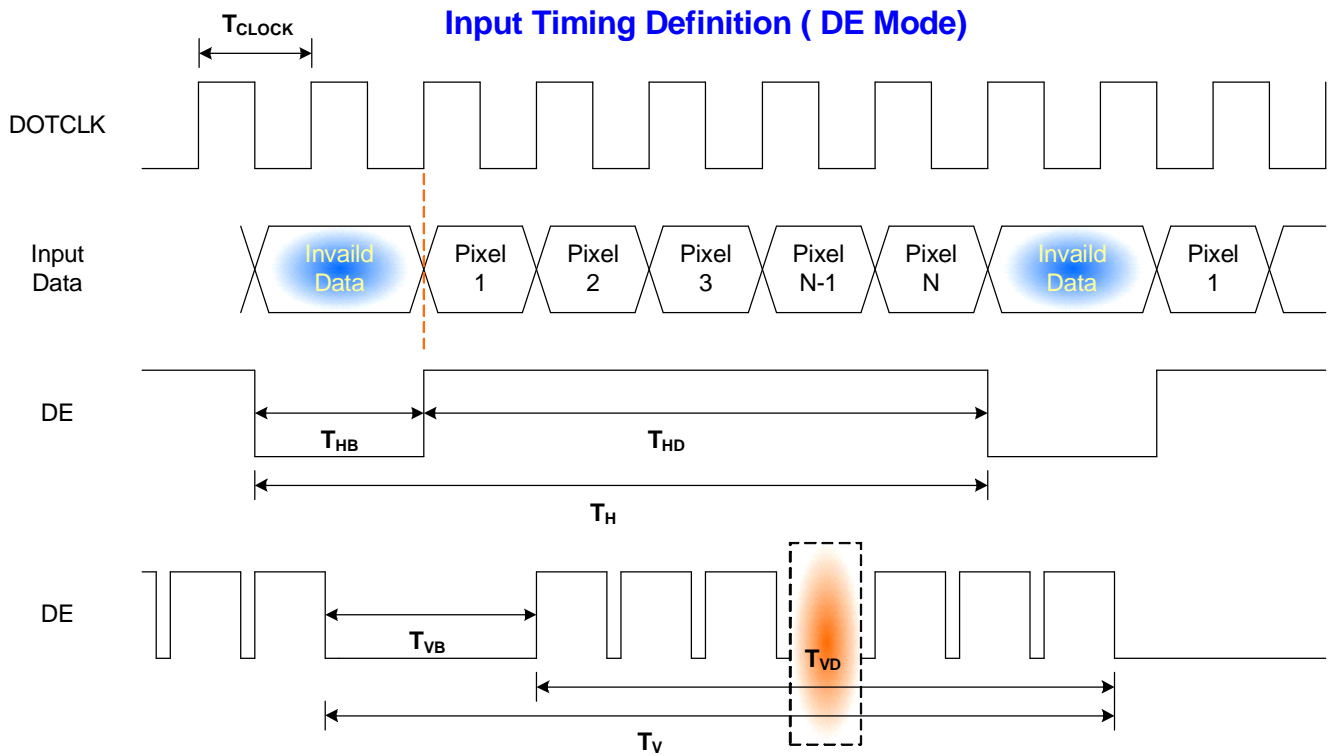 Input Timing Definition ( DE Mode)
TCLOCK
DOTCLK
Input
Data
Invaild
Data
Pixel
1
Pixel
2
Pixel
3
Pixel
N-1
Pixel
N
Invaild
Data
Pixel
1
DE
THB
THD
TH
DE
TVB
TVD
TV